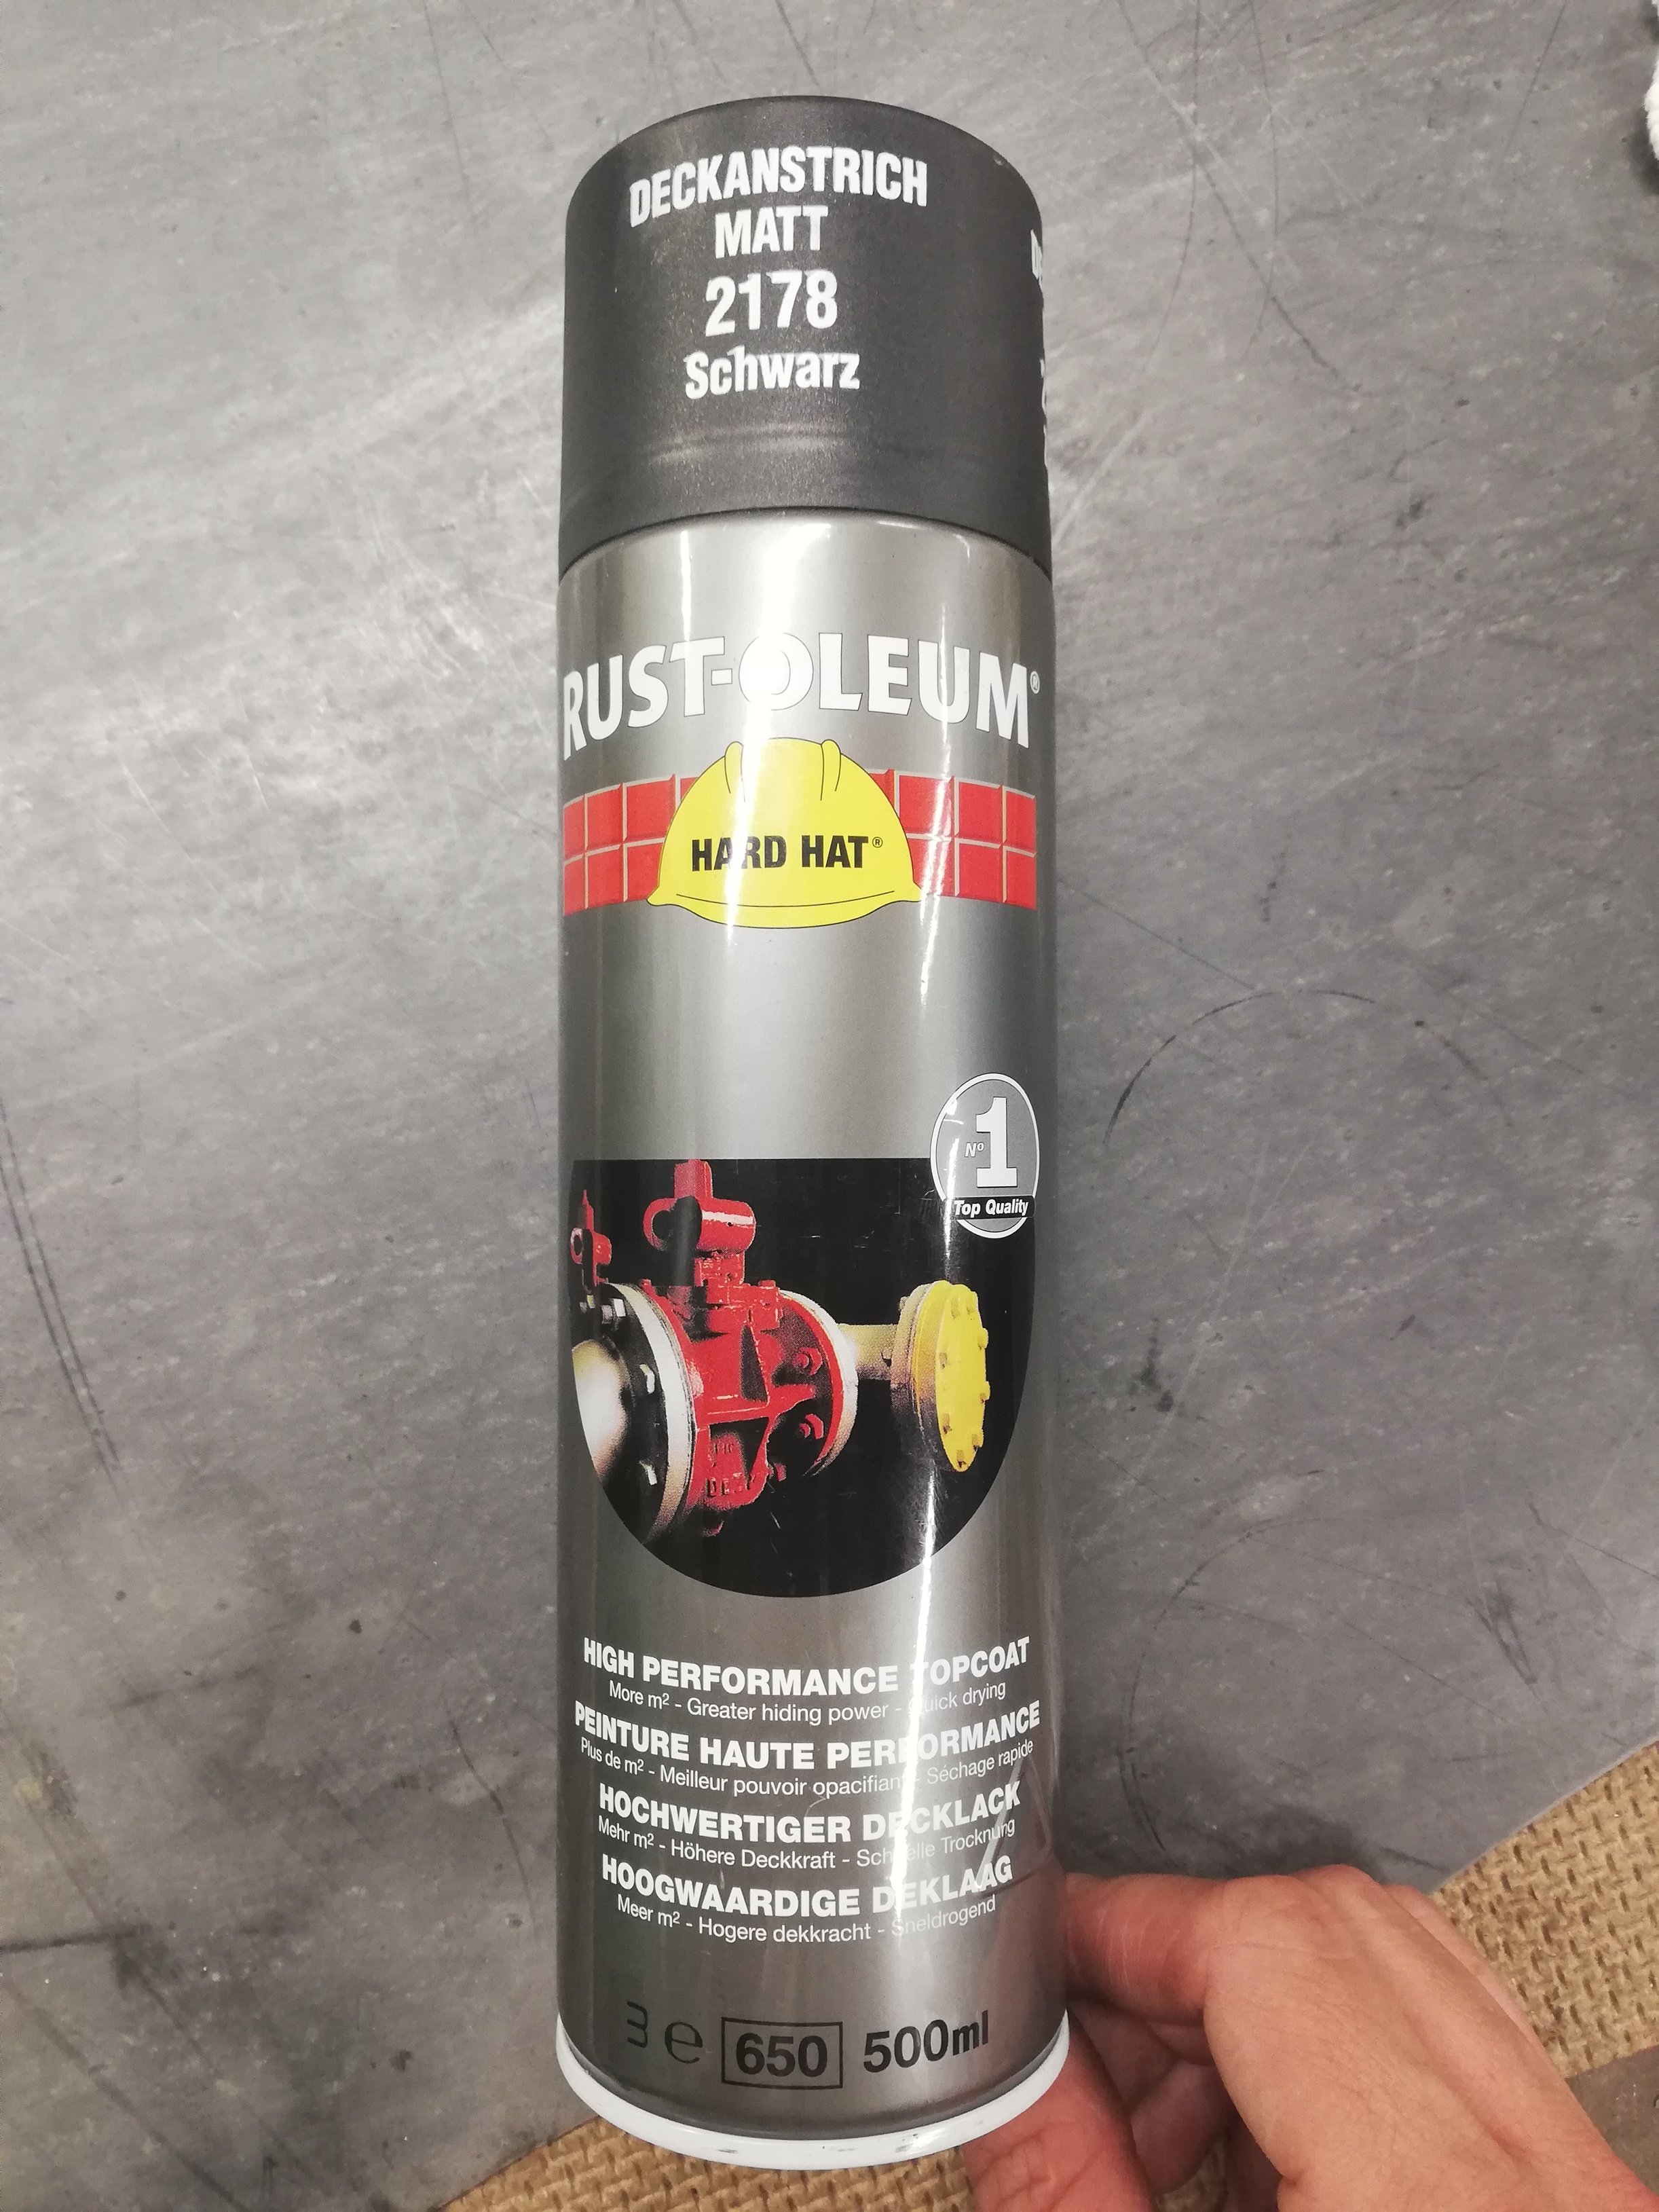 DECKANSTRICH
MATT
2178
Schwarz
RUST-OLEUM®
HARD HAT®
Nº1
Top Quality
HIGH PERFORMANCE TOPCOAT
More m² - Greater hiding power - Quick drying
PEINTURE HAUTE PERFORMANCE
Plus de m² - Meilleur pouvoir opacifiant - Séchage rapide
HOCHWERTIGER DECKLACK
Mehr m² - Höhere Deckkraft - Schnelle Trocknung
HOOGWAARDIGE DEKLAAG
Meer m² - Hogere dekkracht - Sneldrogend
3 e 650 500ml